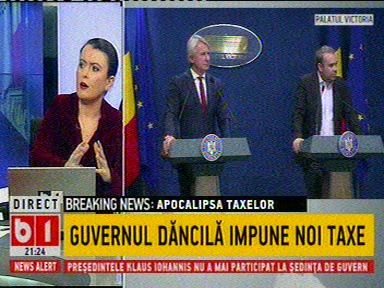 PALATUL VICTORIA
DIRECT
BREAKING NEWS: APOCALIPSA TAXELOR
b1
21:24
GUVERNUL DĂNCILĂ IMPUNE NOI TAXE
NEWS ALERT
PREȘEDINTELE KLAUS IOHANNIS NU A MAI PARTICIPAT LA ȘEDINȚA DE GUVERN